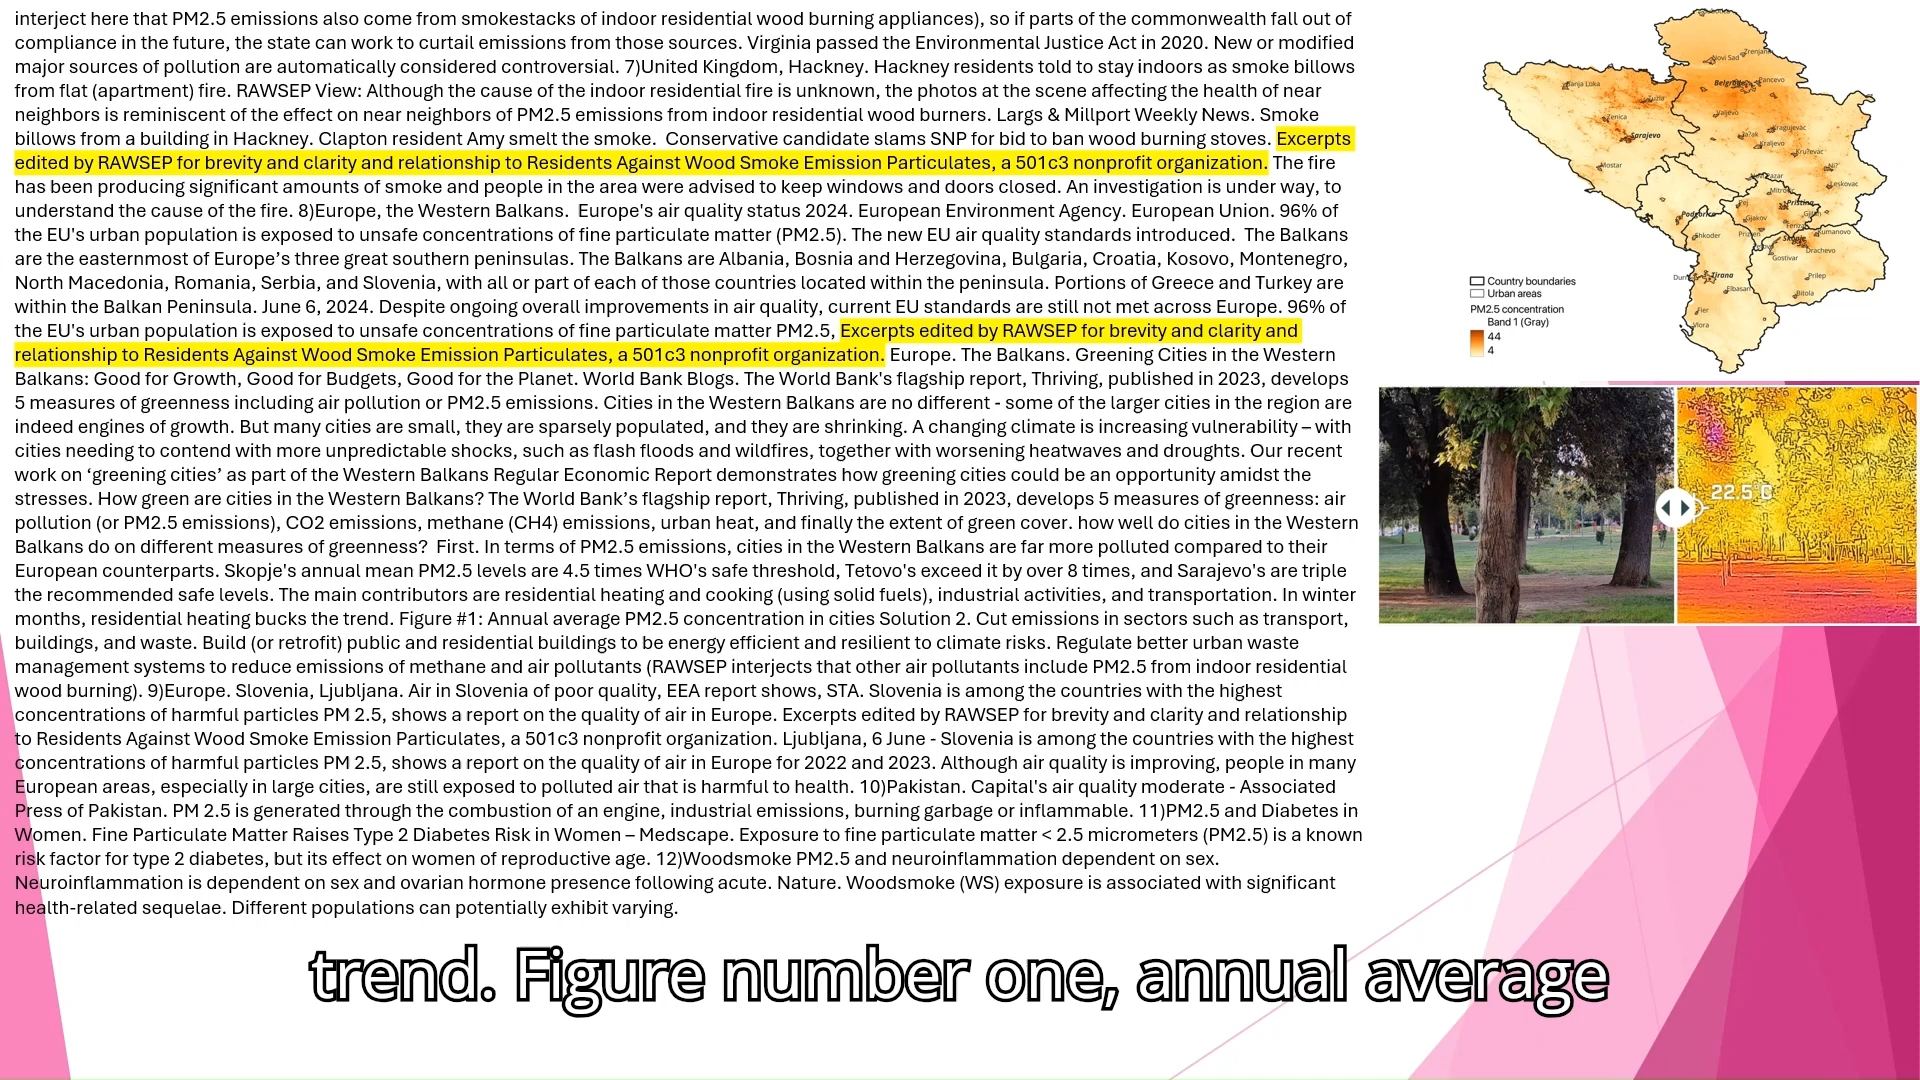 interject here that PM2.5 emissions also come from smokestacks of indoor residential wood burning appliances), so if parts of the commonwealth fall out of
compliance in the future, the state can work to curtail emissions from those sources. Virginia passed the Environmental Justice Act in 2020. New or modified
major sources of pollution are automatically considered controversial. 7)United Kingdom, Hackney. Hackney residents told to stay indoors as smoke billows
from flat (apartment) fire. RAWSEP View: Although the cause of the indoor residential fire is unknown, the photos at the scene affecting the health of near
neighbors is reminiscent of the effect on near neighbors of PM2.5 emissions from indoor residential wood burners. Largs & Millport Weekly News. Smoke
billows from a building in Hackney. Clapton resident Amy smelt the smoke.  Conservative candidate slams SNP for bid to ban wood burning stoves. Excerpts
edited by RAWSEP for brevity and clarity and relationship to Residents Against Wood Smoke Emission Particulates, a 501c3 nonprofit organization. The fire
has been producing significant amounts of smoke and people in the area were advised to keep windows and doors closed. An investigation is under way, to
understand the cause of the fire. 8)Europe, the Western Balkans.  Europe's air quality status 2024. European Environment Agency. European Union. 96% of
the EU's urban population is exposed to unsafe concentrations of fine particulate matter (PM2.5). The new EU air quality standards introduced.  The Balkans
are the easternmost of Europe's three great southern peninsulas. The Balkans are Albania, Bosnia and Herzegovina, Bulgaria, Croatia, Kosovo, Montenegro,
North Macedonia, Romania, Serbia, and Slovenia, with all or part of each of those countries located within the peninsula. Portions of Greece and Turkey are
within the Balkan Peninsula. June 6, 2024. Despite ongoing overall improvements in air quality, current EU standards are still not met across Europe. 96% of
the EU's urban population is exposed to unsafe concentrations of fine particulate matter PM2.5, Excerpts edited by RAWSEP for brevity and clarity and
relationship to Residents Against Wood Smoke Emission Particulates, a 501c3 nonprofit organization. Europe. The Balkans. Greening Cities in the Western
Balkans: Good for Growth, Good for Budgets, Good for the Planet. World Bank Blogs. The World Bank's flagship report, Thriving, published in 2023, develops
5 measures of greenness including air pollution or PM2.5 emissions. Cities in the Western Balkans are no different - some of the larger cities in the region are
indeed engines of growth. But many cities are small, they are sparsely populated, and they are shrinking. A changing climate is increasing vulnerability – with
cities needing to contend with more unpredictable shocks, such as flash floods and wildfires, together with worsening heatwaves and droughts. Our recent
work on ‘greening cities’ as part of the Western Balkans Regular Economic Report demonstrates how greening cities could be an opportunity amidst the
stresses. How green are cities in the Western Balkans? The World Bank’s flagship report, Thriving, published in 2023, develops 5 measures of greenness: air
pollution (or PM2.5 emissions), CO2 emissions, methane (CH4) emissions, urban heat, and finally the extent of green cover. how well do cities in the Western
Balkans do on different measures of greenness?  First. In terms of PM2.5 emissions, cities in the Western Balkans are far more polluted compared to their
European counterparts. Skopje's annual mean PM2.5 levels are 4.5 times WHO's safe threshold, Tetovo's exceed it by over 8 times, and Sarajevo's are triple
the recommended safe levels. The main contributors are residential heating and cooking (using solid fuels), industrial activities, and transportation. In winter
months, residential heating bucks the trend. Figure #1: Annual average PM2.5 concentration in cities Solution 2. Cut emissions in sectors such as transport,
buildings, and waste. Build (or retrofit) public and residential buildings to be energy efficient and resilient to climate risks. Regulate better urban waste
management systems to reduce emissions of methane and air pollutants (RAWSEP interjects that other air pollutants include PM2.5 from indoor residential
wood burning). 9)Europe. Slovenia, Ljubljana. Air in Slovenia of poor quality, EEA report shows, STA. Slovenia is among the countries with the highest
concentrations of harmful particles PM 2.5, shows a report on the quality of air in Europe. Excerpts edited by RAWSEP for brevity and clarity and relationship
to Residents Against Wood Smoke Emission Particulates, a 501c3 nonprofit organization. Ljubljana, 6 June - Slovenia is among the countries with the highest
concentrations of harmful particles PM 2.5, shows a report on the quality of air in Europe for 2022 and 2023. Although air quality is improving, people in many
European areas, especially in large cities, are still exposed to polluted air that is harmful to health. 10)Pakistan. Capital's air quality moderate - Associated
Press of Pakistan. PM 2.5 is generated through the combustion of an engine, industrial emissions, burning garbage or inflammable. 11)PM2.5 and Diabetes in
Women. Fine Particulate Matter Raises Type 2 Diabetes Risk in Women – Medscape. Exposure to fine particulate matter < 2.5 micrometers (PM2.5) is a known
risk factor for type 2 diabetes, but its effect on women of reproductive age. 12)Woodsmoke PM2.5 and neuroinflammation dependent on sex.
Neuroinflammation is dependent on sex and ovarian hormone presence following acute. Nature. Woodsmoke (WS) exposure is associated with significant
health-related sequelae. Different populations can potentially exhibit varying.
Novi Sad
Zrenjanin
Banja Luka
Belgrade
Pancevo
Tuzla
Valjevo
Zenica
Sarajevo
Kragujevac
Kraljevo
Mostar
Novi Pazar
Leskovac
Mitrovic
Pristina
Podgorica
Gjakov
Shkoder
Kumanovo
Skopje
Drachevo
Gostivar
Tirana
Prilep
Elbasan
Bitola
Fier
Vlora
Country boundaries
Urban areas
PM2.5 concentration
Band 1 (Gray)
44
4
22.5°C
trend. Figure number one, annual average